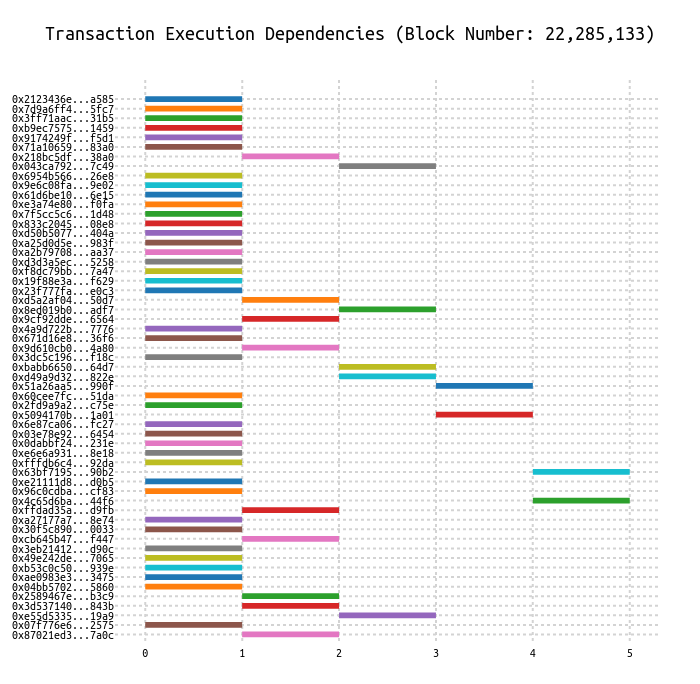 Transaction Execution Dependencies (Block Number: 22,285,133)
0x2123436e...a585
0x7d9a6ff4...5fc7
0x3ff71aac...31b5
0xb9ec7575...1459
0x9174249f...f5d1
0x71a10659...83a0
0x218bc5df...38a0
0x043ca792...7c49
0x6954b566...26e8
0x9e6c08fa...9e02
0x61d6be10...6e15
0xe3a74e80...f0fa
0x7f5cc5c6...1d48
0x833c2045...08e8
0xd50b5077...404a
0xa25d0d5e...983f
0xa2b79708...aa37
0xd3d3a5ec...5258
0xf8dc79bb...7a47
0x19f88e3a...f629
0x23f777fa...e0c3
0xd5a2af04...50d7
0x8ed019b0...adf7
0x9cf92dde...6564
0x4a9d722b...7776
0x671d16e8...36f6
0x9d610cb0...4a80
0x3dc5c196...f18c
0xbabb6650...64d7
0xd49a9d32...822e
0x51a26aa5...990f
0x60cee7fc...51da
0x2fd9a9a2...c75e
0x5094170b...1a01
0x6e87ca06...fc27
0x03e78e92...6454
0x0dabbf24...231e
0xe6e6a931...8e18
0xfffdb6c4...92da
0x63bf7195...90b2
0xe21111d8...d0b5
0x96c0cdba...cf83
0x4c65d6ba...44f6
0xffdad35a...d9fb
0xa27177a7...8e74
0x30f5c890...0033
0xcb645b47...f447
0x3eb21412...d90c
0x49e242de...7065
0xb53c0c50...939e
0xae0983e3...3475
0x04bb5702...5860
0x2589467e...b3c9
0x3d537140...843b
0xe55d5335...19a9
0x07f776e6...2575
0x87021ed3...7a0c
0 1 2 3 4 5